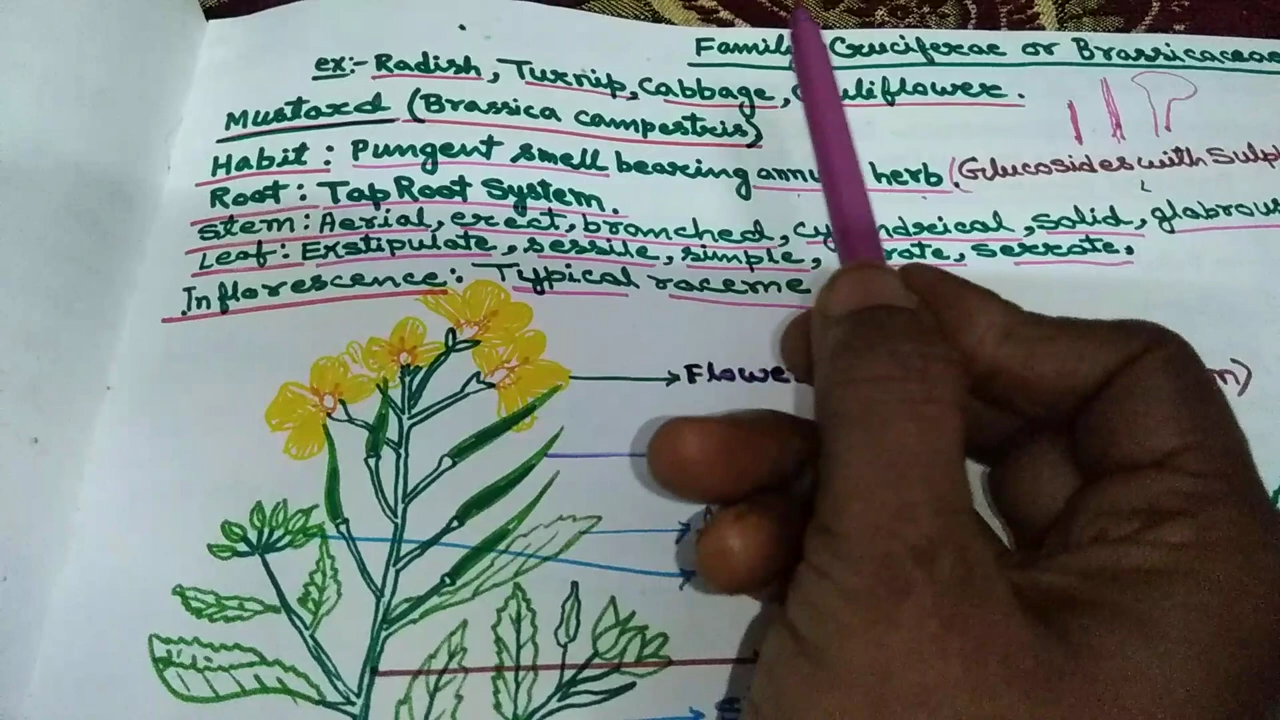 Family Cruciferae or Brassicaceae
ex:- Radish, Turnip, Cabbage, Cauliflower.
Mustard (Brassica campestris)
Habit: Pungent smell bearing herb (Glucosides with
Root: Tap Root System.
Stem: Aerial, erect, branched, cylindrical, solid, glabrous
Leaf: Exstipulate, sessile, simple, serrate,
Inflorescence: Typical raceme